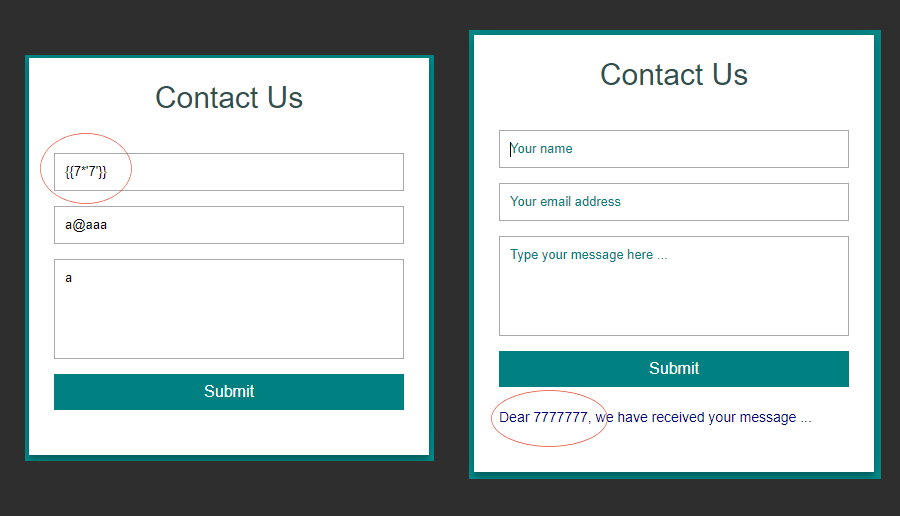 Contact Us
{{7*'7'}}
a@aaa
a
Submit
Contact Us
Your name
Your email address
Type your message here ...
Submit
Dear 7777777, we have received your message ...